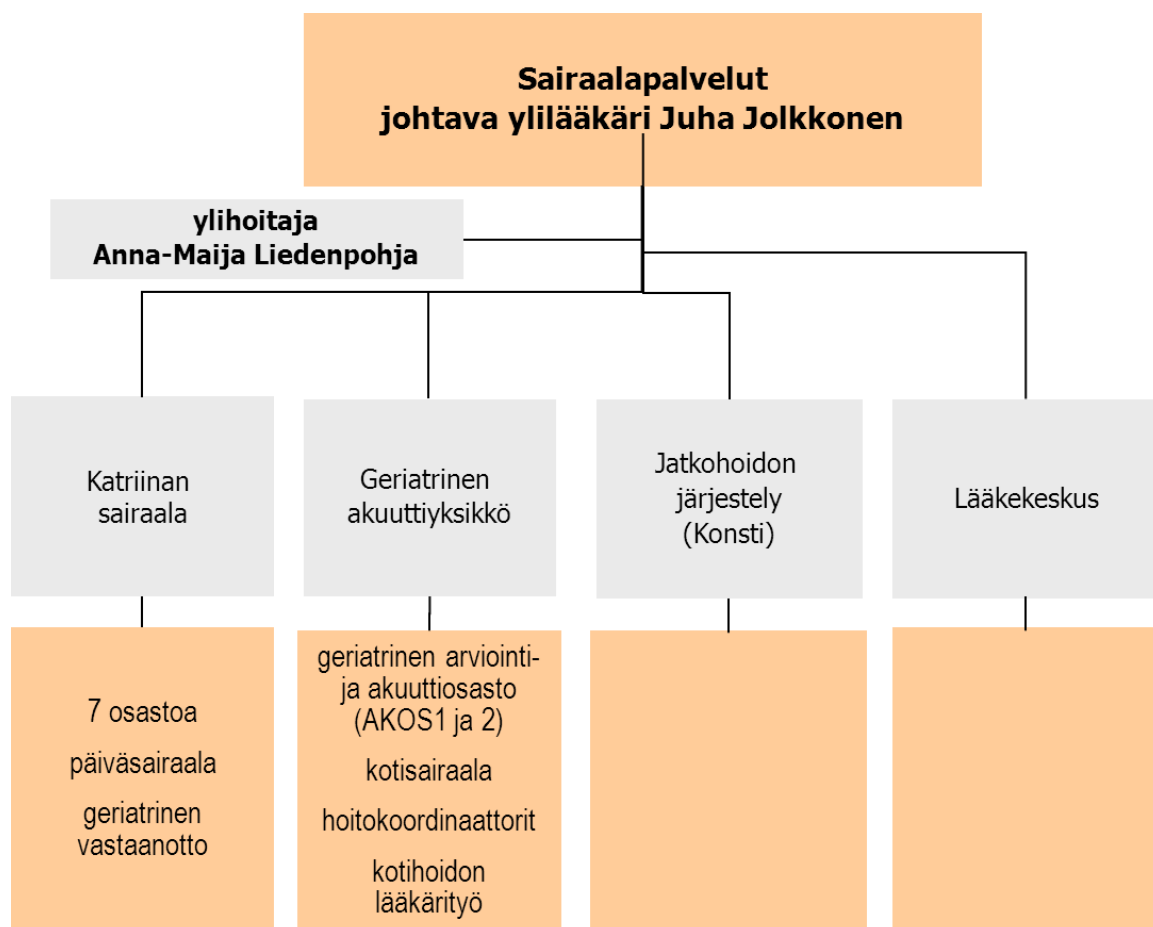 Sairaalapalvelut
johtava ylilääkäri Juha Jolkkonen
ylihoitaja
Anna-Maija Liedenpohja
Katriinan
sairaala
Geriatrinen
akuuttiyksikkö
Jatkohoidon
järjestely
(Konsti)
Lääkekeskus
7 osastoa
päiväsairaala
geriatrinen
vastaanotto
geriatrinen arviointi-
ja akuuttiosasto
(AKOS1 ja 2)
kotisairaala
hoitokoordinaattorit
kotihoidon
lääkärityö